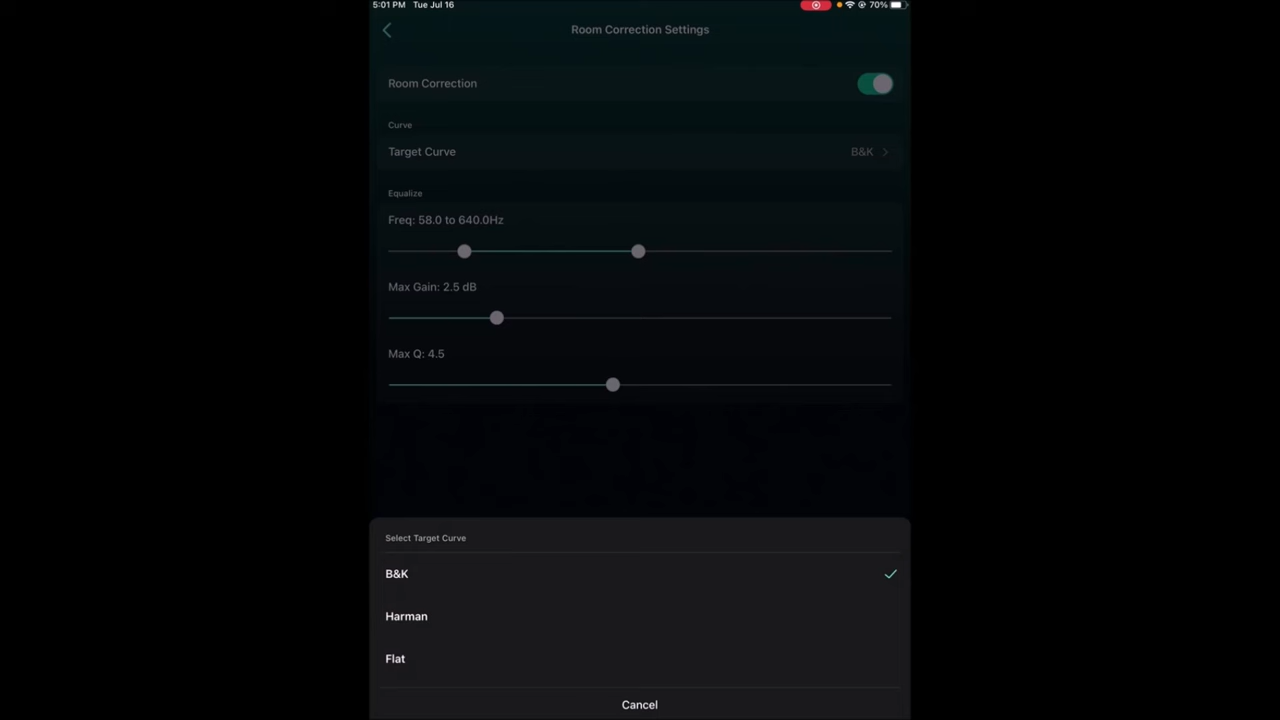 5:01 PM Tue Jul 16 70%
Room Correction Settings
Room Correction
Curve
Target Curve B&K
Equalize
Freq: 58.0 to 640.0Hz
Max Gain: 2.5 dB
Max Q: 4.5
Select Target Curve
B&K
Harman
Flat
Cancel